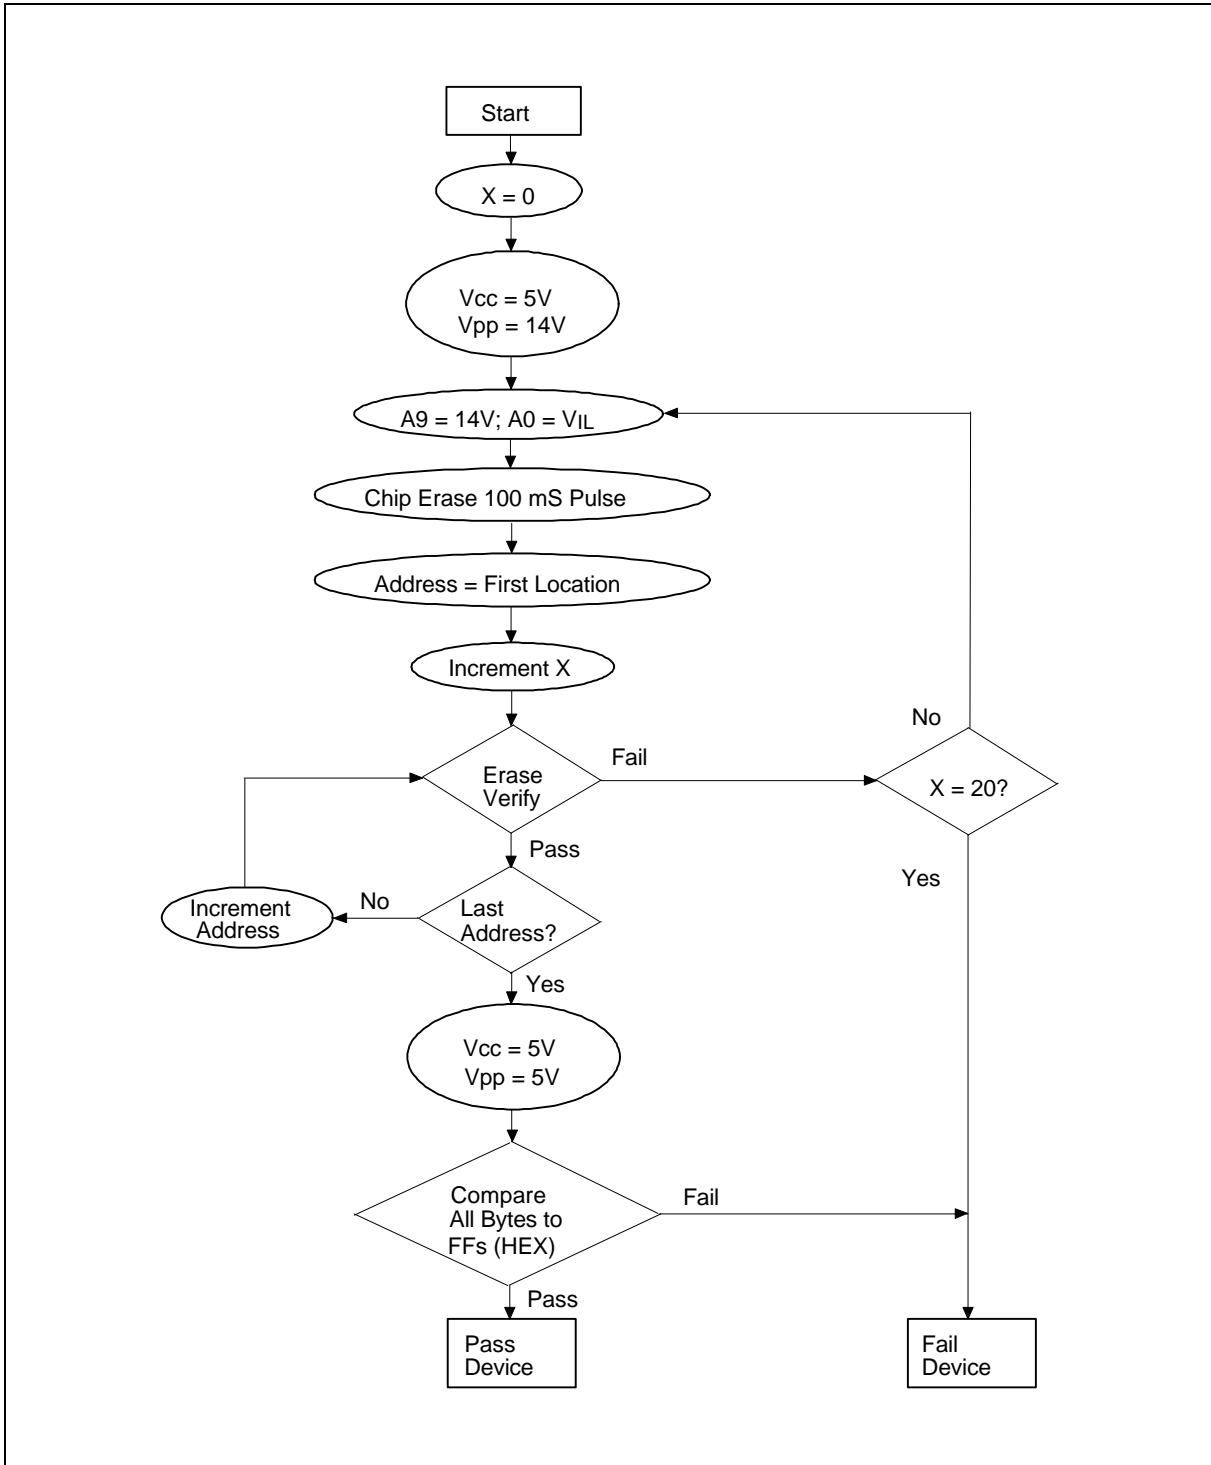 Start
X = 0
Vcc = 5V
Vpp = 14V
A9 = 14V; A0 = VIL
Chip Erase 100 mS Pulse
Address = First Location
Increment X
No
Fail
Erase
Verify
X = 20?
Pass
Yes
Increment
Address
No
Last
Address?
Yes
Vcc = 5V
Vpp = 5V
Compare
All Bytes to
FFs (HEX)
Fail
Pass
Pass
Device
Fail
Device